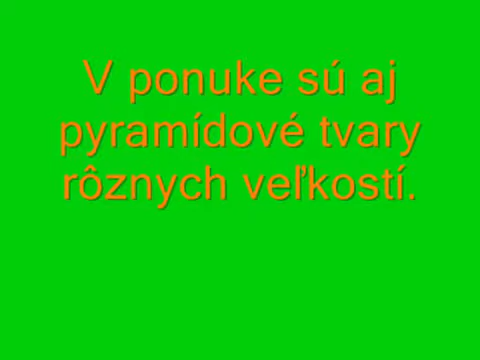 V ponuke sú aj
pyramídové tvary
rôznych veľkostí.